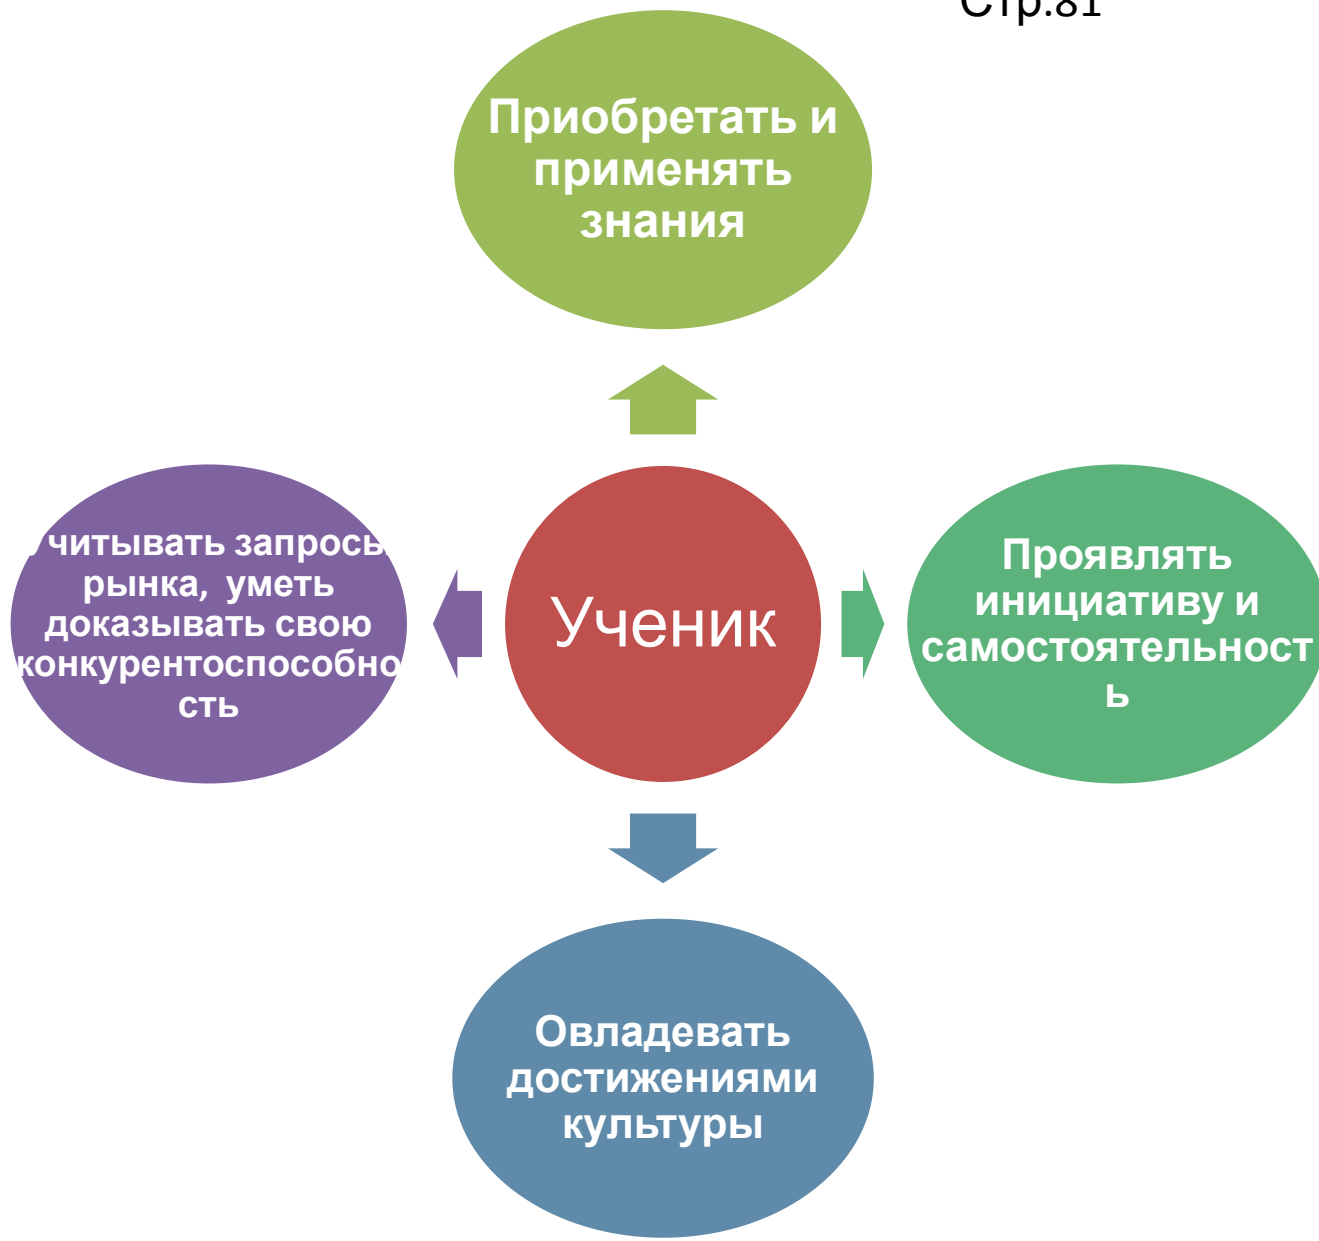 Стр.81
Приобретать и
применять
знания
Учитывать запросы
рынка, уметь
доказывать свою
конкурентоспособно
сть
Ученик
Проявлять
инициативу и
самостоятельност
ь
Овладевать
достижениями
культуры